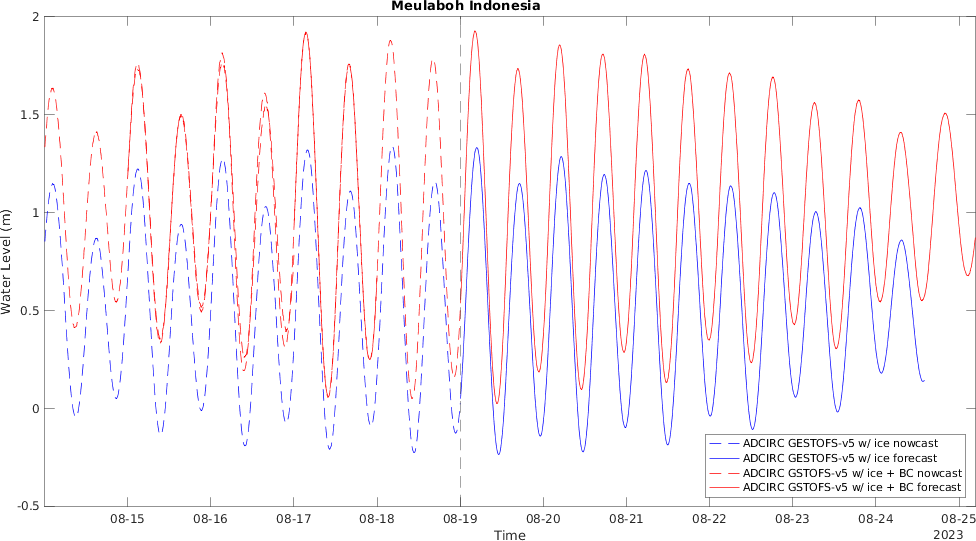 Meulaboh Indonesia
2
1.5
1
0.5
0
-0.5
Water Level (m)
ADCIRC GESTOFS-v5 w/ ice nowcast
ADCIRC GESTOFS-v5 w/ ice forecast
ADCIRC GSTOFS-v5 w/ ice + BC nowcast
ADCIRC GSTOFS-v5 w/ ice + BC forecast
08-15 08-16 08-17 08-18 08-19 08-20 08-21 08-22 08-23 08-24 08-25
Time
2023